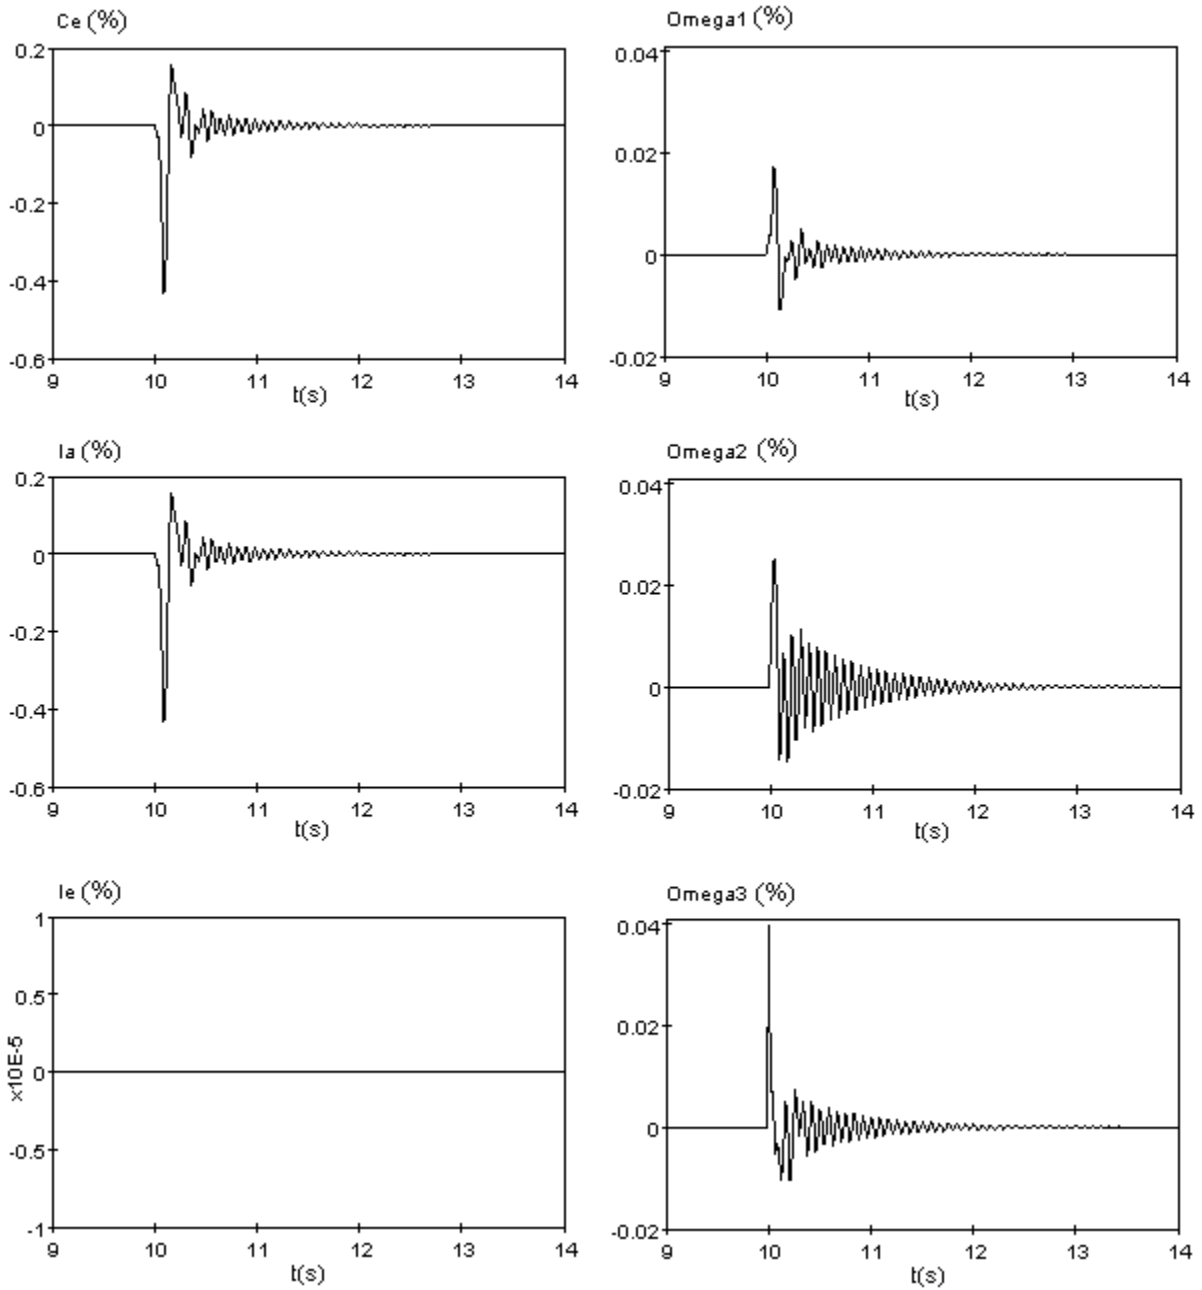 Ce (%)
0.2
0
-0.2
-0.4
-0.6
9 10 11 12 13 14
t(s)
Omega1 (%)
0.04
0.02
0
-0.02
9 10 11 12 13 14
t(s)
Ia (%)
0.2
0
-0.2
-0.4
-0.6
9 10 11 12 13 14
t(s)
Omega2 (%)
0.04
0.02
0
-0.02
9 10 11 12 13 14
t(s)
Ie (%)
1
0.5
0
-0.5
-1
x10E-5
9 10 11 12 13 14
t(s)
Omega3 (%)
0.04
0.02
0
-0.02
9 10 11 12 13 14
t(s)